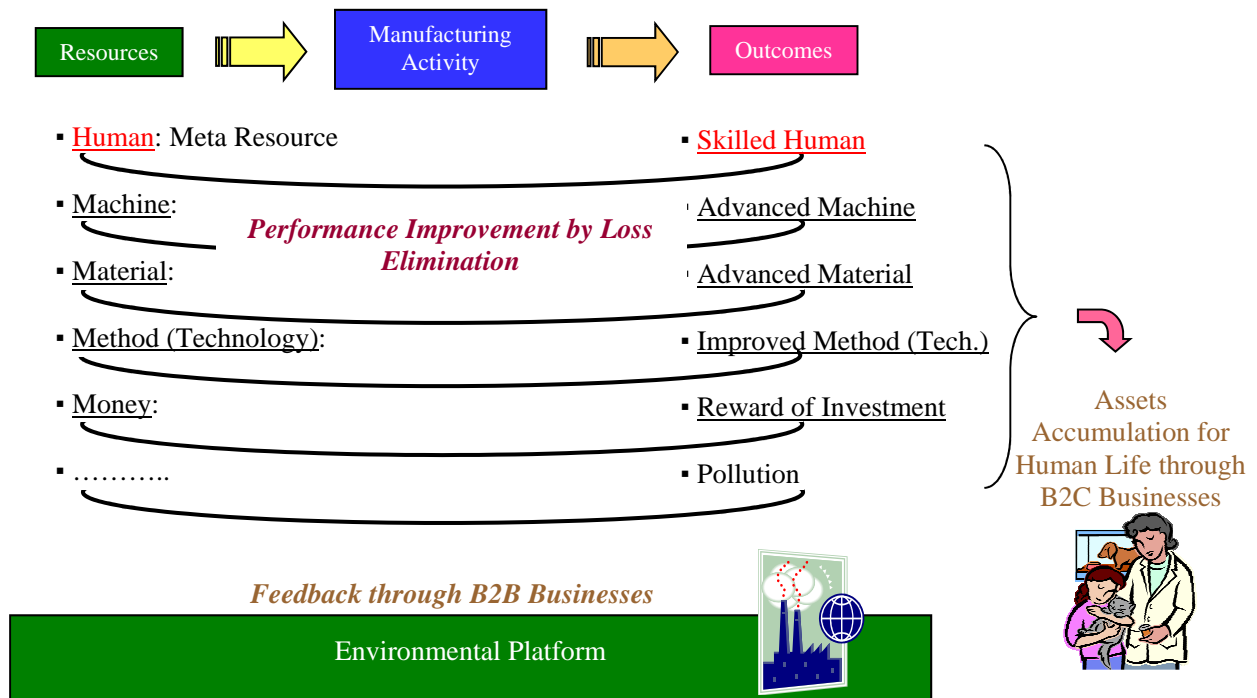 Resources
Manufacturing
Activity
Outcomes
▪ Human: Meta Resource
▪ Skilled Human
▪ Machine:
▪ Advanced Machine
Performance Improvement by Loss
Elimination
▪ Material:
▪ Advanced Material
▪ Method (Technology):
▪ Improved Method (Tech.)
▪ Money:
▪ Reward of Investment
▪ ………..
▪ Pollution
Assets
Accumulation for
Human Life through
B2C Businesses
Feedback through B2B Businesses
Environmental Platform